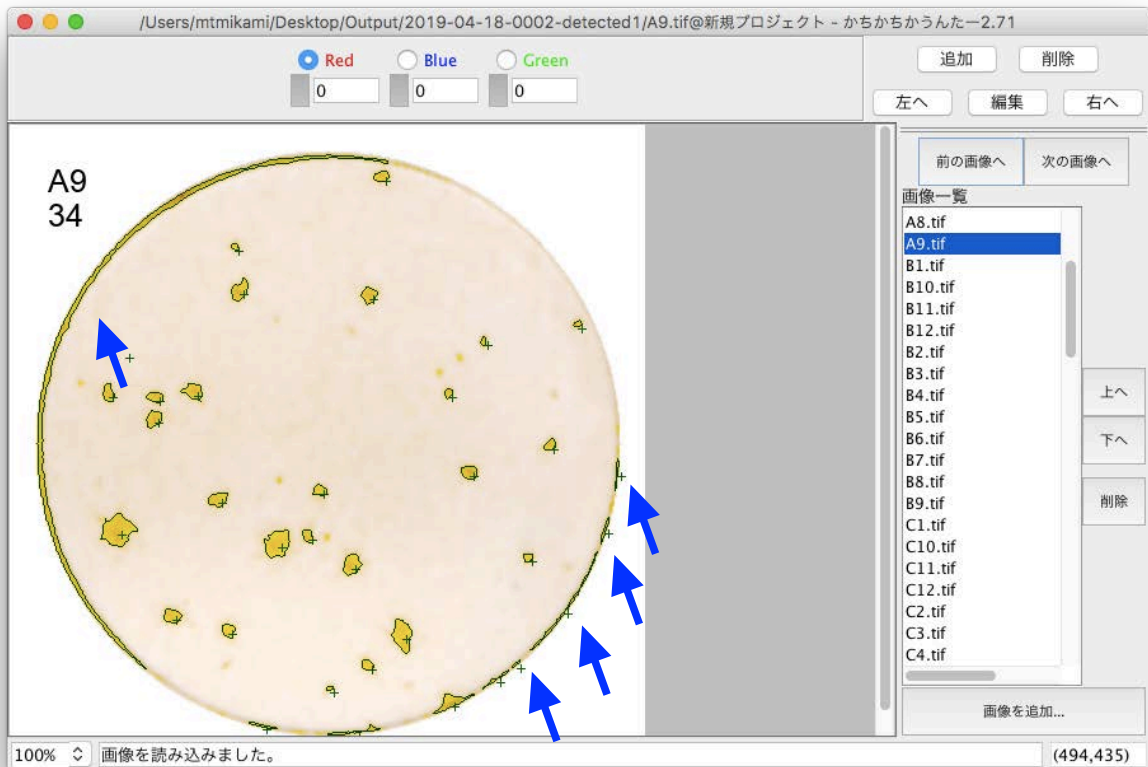 /Users/mtmikami/Desktop/Output/2019-04-18-0002-detected1/A9.tif@新規プロジェクト - かちかちかうんたー2.71
Red Blue Green
0 0 0
追加 削除
左へ 編集 右へ
前の画像へ 次の画像へ
画像一覧
A9
34
A8.tif
A9.tif
B1.tif
B10.tif
B11.tif
B12.tif
B2.tif
B3.tif
B4.tif
B5.tif
B6.tif
B7.tif
B8.tif
B9.tif
C1.tif
C10.tif
C11.tif
C12.tif
C2.tif
C3.tif
C4.tif
上へ
下へ
削除
画像を追加...
100% 画像を読み込みました。 (494,435)